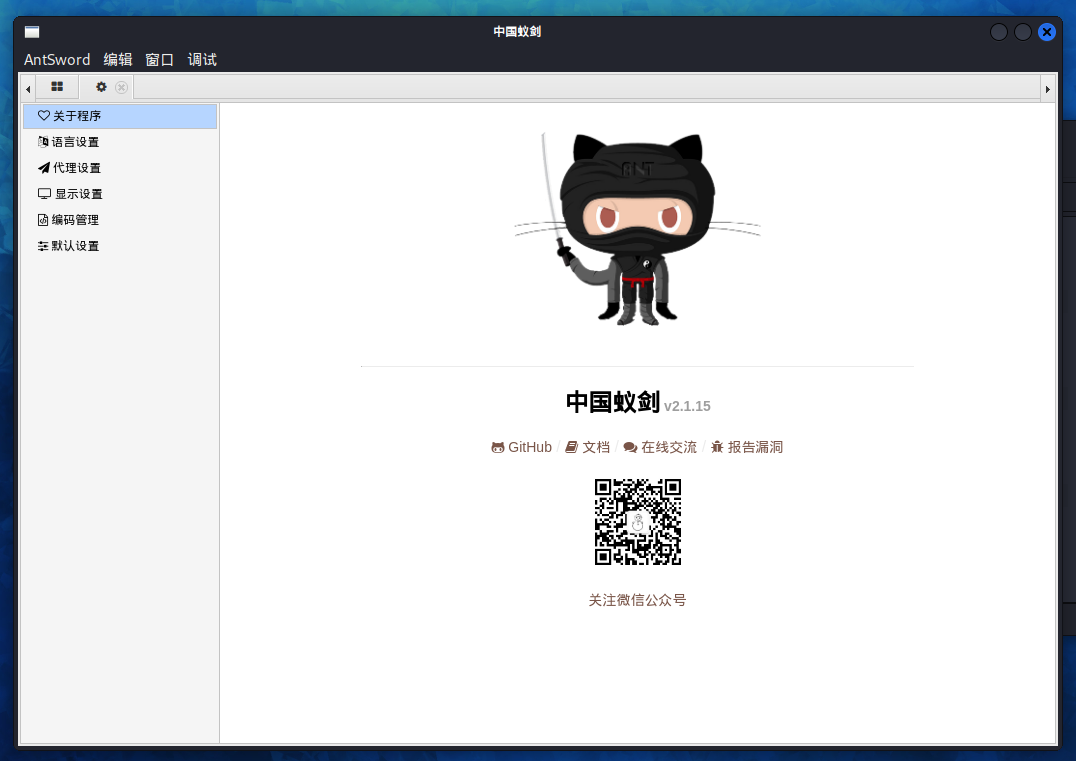 中国蚁剑
AntSword 编辑 窗口 调试
关于程序
语言设置
代理设置
显示设置
编码管理
默认设置
ANT
中国蚁剑 v2.1.15
GitHub / 文档 / 在线交流 / 报告漏洞
关注微信公众号